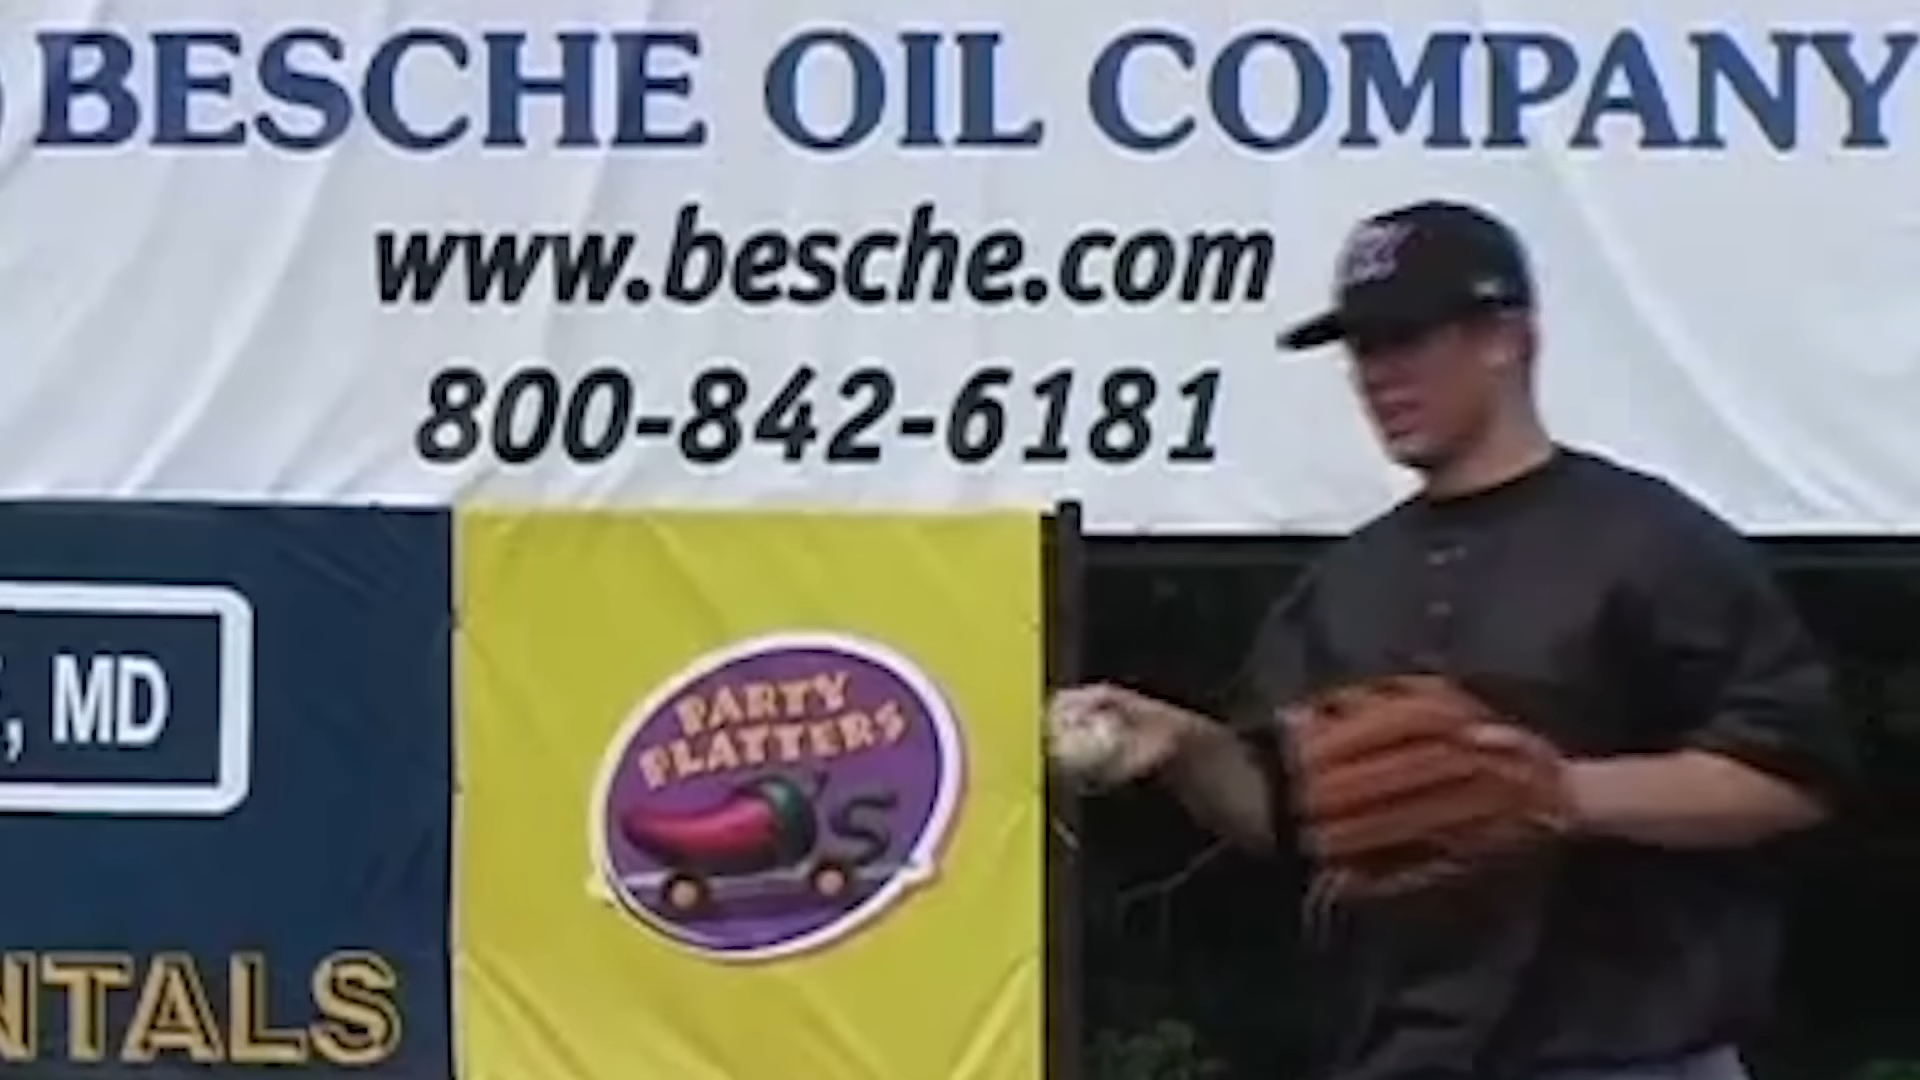 BESCHE OIL COMPANY
www.besche.com
800-842-6181
, MD
NTALS
PARTY
PLATTERS
'S